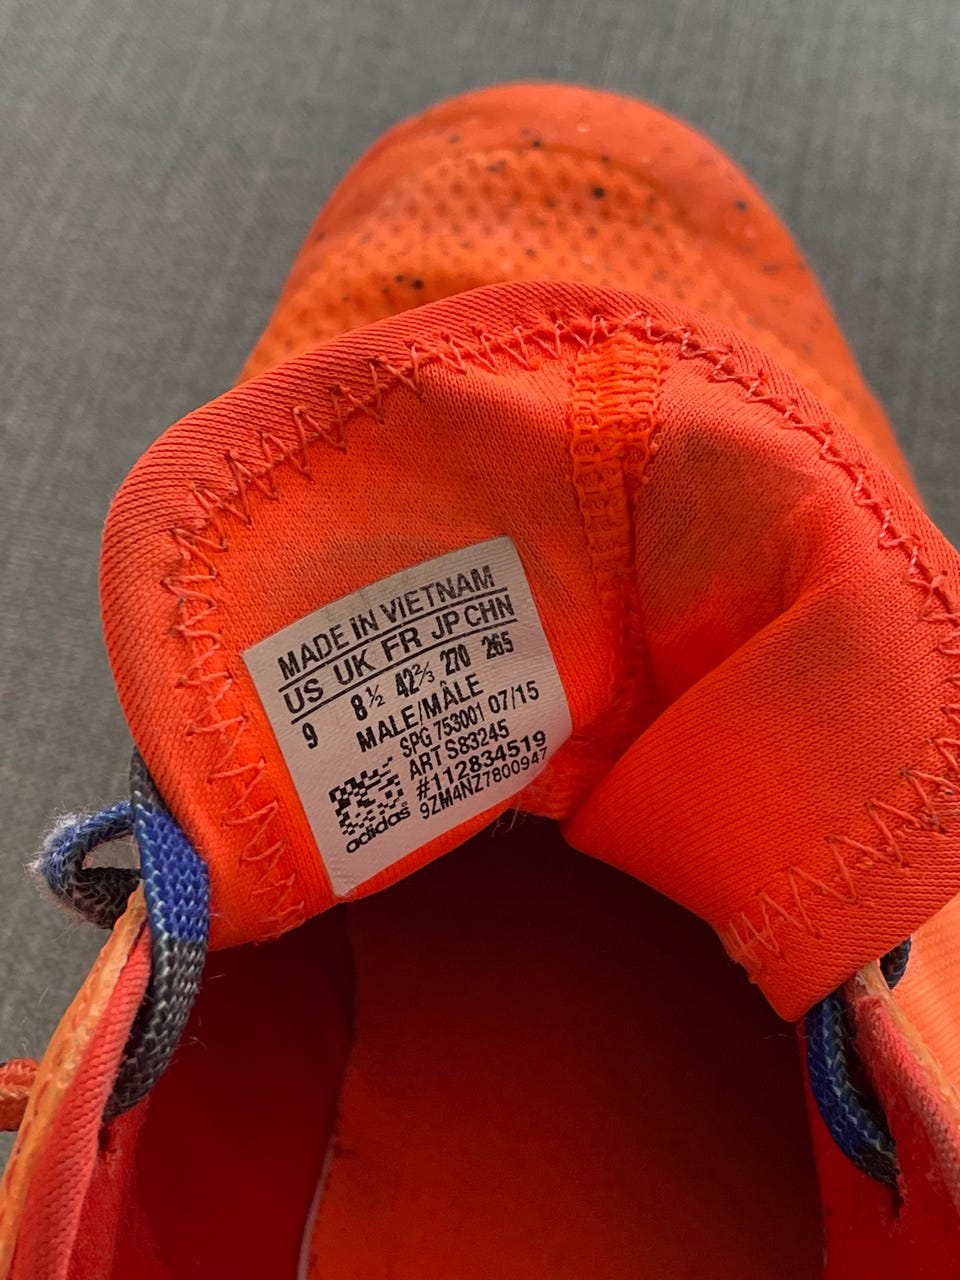 MADE IN VIETNAM
US UK FR JP CHN
9 8½ 42⅔ 270 265
MALE/MÂLE
SPG 753001 07/15
ART S83245
#112834519
9ZM4NZ7800947
adidas